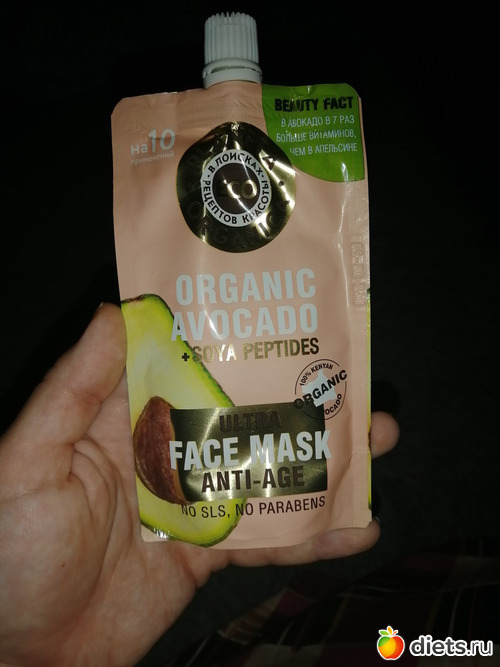 BEAUTY FACT
В АВОКАДО В 7 РАЗ
БОЛЬШЕ ВИТАМИНОВ,
ЧЕМ В АПЕЛЬСИНЕ
на 10
применений
В ПОИСКАХ
РЕЦЕПТОВ КРАСОТЫ
ORGANIC
AVOCADO
+ SOYA PEPTIDES
100% KENYAN
ORGANIC
AVOCADO
ULTRA
FACE MASK
ANTI-AGE
NO SLS, NO PARABENS
diets.ru